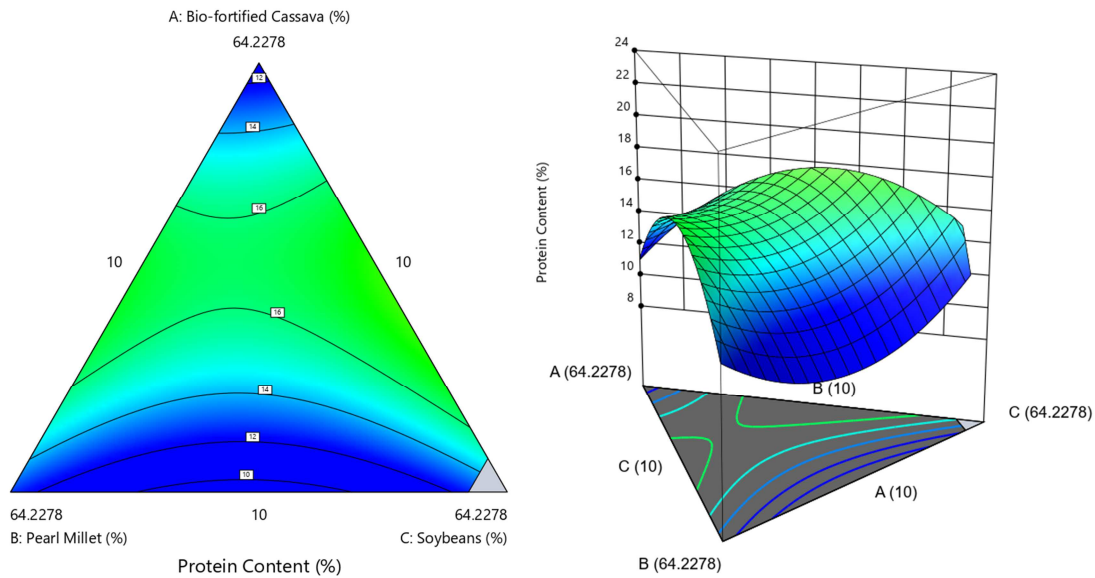 A: Bio-fortified Cassava (%)
64.2278
12
14
16
10
10
16
14
12
10
64.2278
10
64.2278
B: Pearl Millet (%)
C: Soybeans (%)
Protein Content (%)
24
22
20
18
16
14
12
10
8
Protein Content (%)
A (64.2278)
B (10)
C (64.2278)
C (10)
A (10)
B (64.2278)